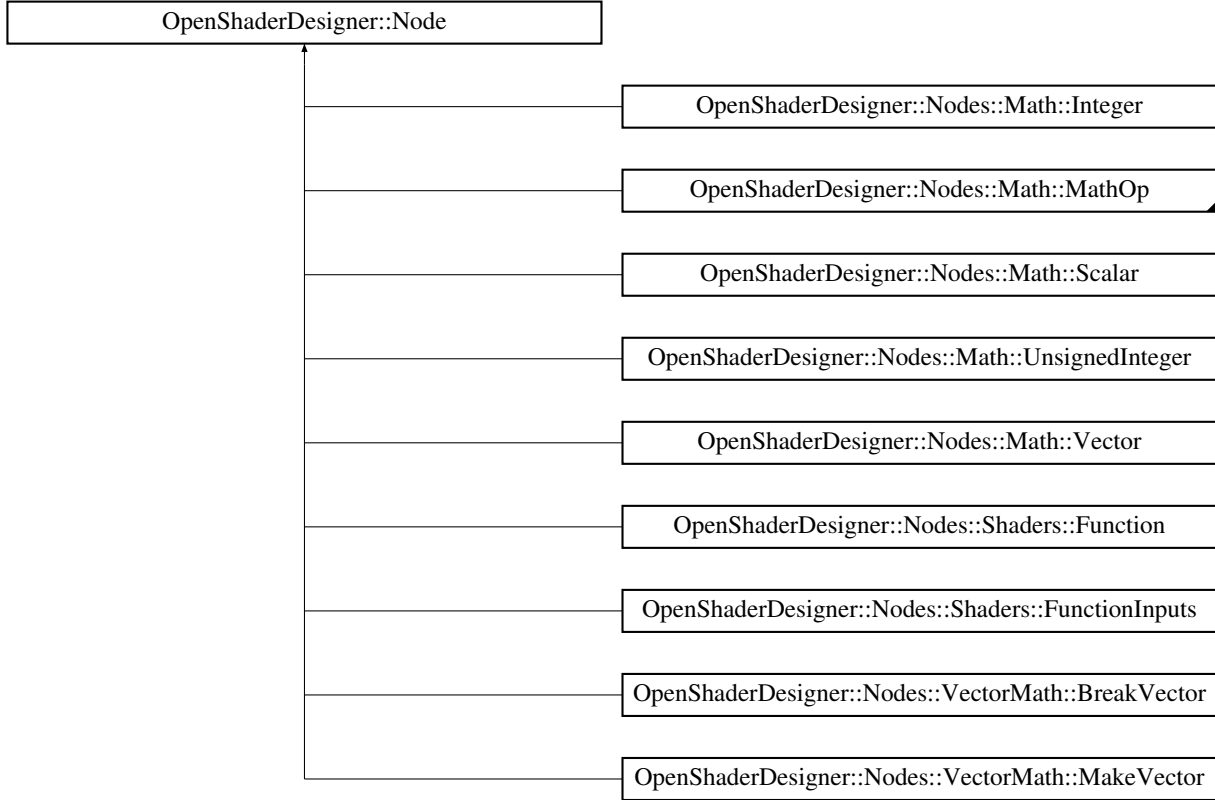 OpenShaderDesigner::Node
OpenShaderDesigner::Nodes::Math::Integer
OpenShaderDesigner::Nodes::Math::MathOp
OpenShaderDesigner::Nodes::Math::Scalar
OpenShaderDesigner::Nodes::Math::UnsignedInteger
OpenShaderDesigner::Nodes::Math::Vector
OpenShaderDesigner::Nodes::Shaders::Function
OpenShaderDesigner::Nodes::Shaders::FunctionInputs
OpenShaderDesigner::Nodes::VectorMath::BreakVector
OpenShaderDesigner::Nodes::VectorMath::MakeVector